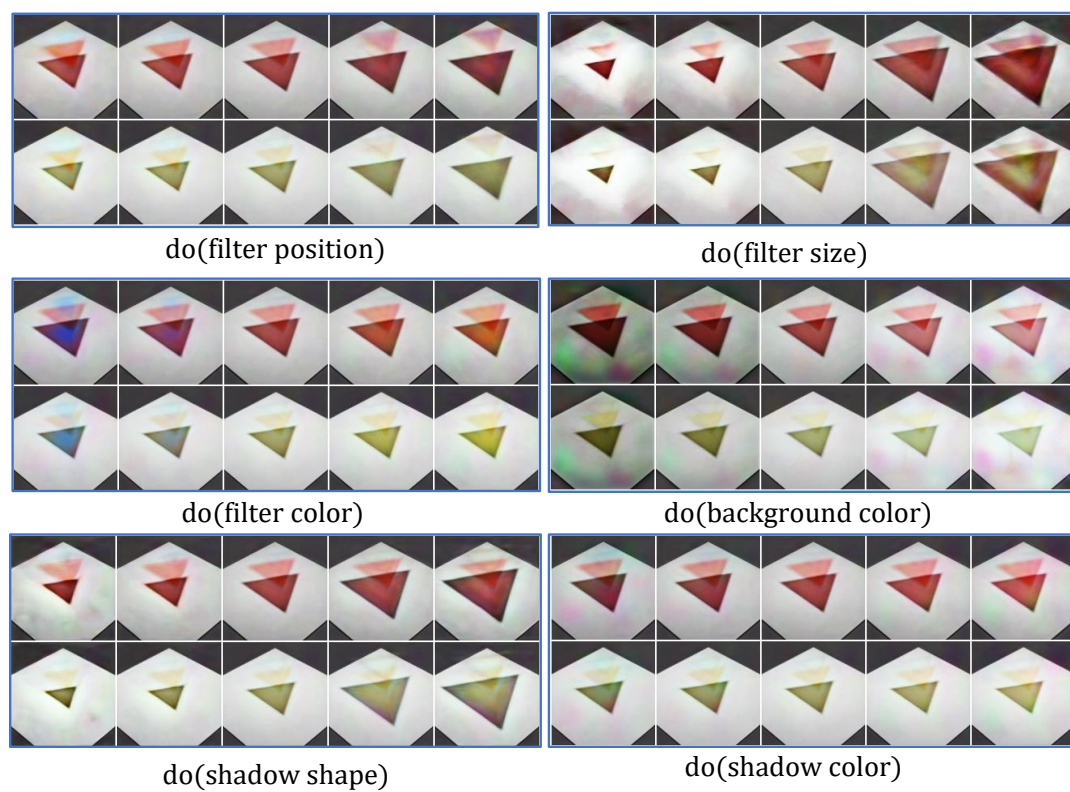 do(filter position)
do(filter size)
do(filter color)
do(background color)
do(shadow shape)
do(shadow color)